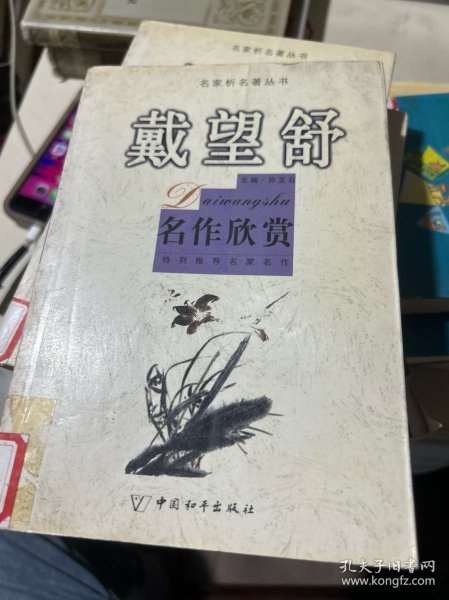 名家析名著丛书
名家析名著丛书
戴望舒
主编/孙玉石
Daiwangshu
名作欣赏
特别推荐名家名作
中国和平出版社
孔夫子旧书网
www.kongfz.com